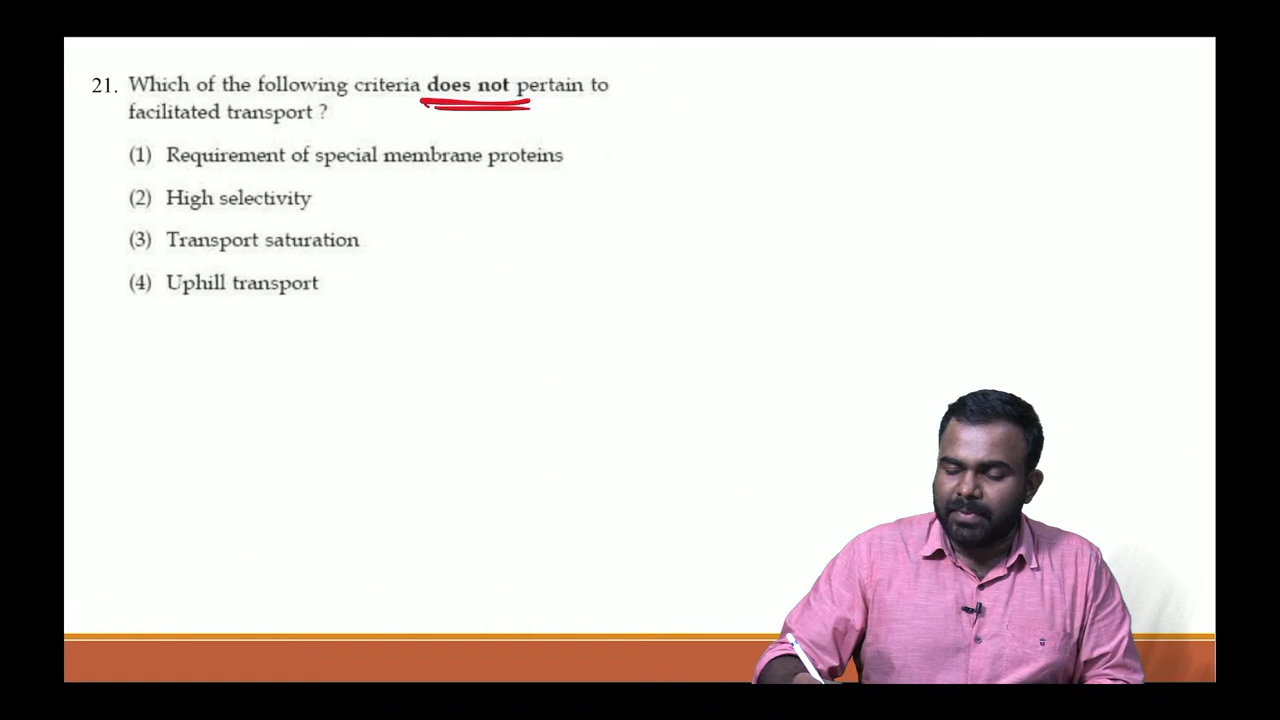 21. Which of the following criteria does not pertain to
facilitated transport ?
(1) Requirement of special membrane proteins
(2) High selectivity
(3) Transport saturation
(4) Uphill transport